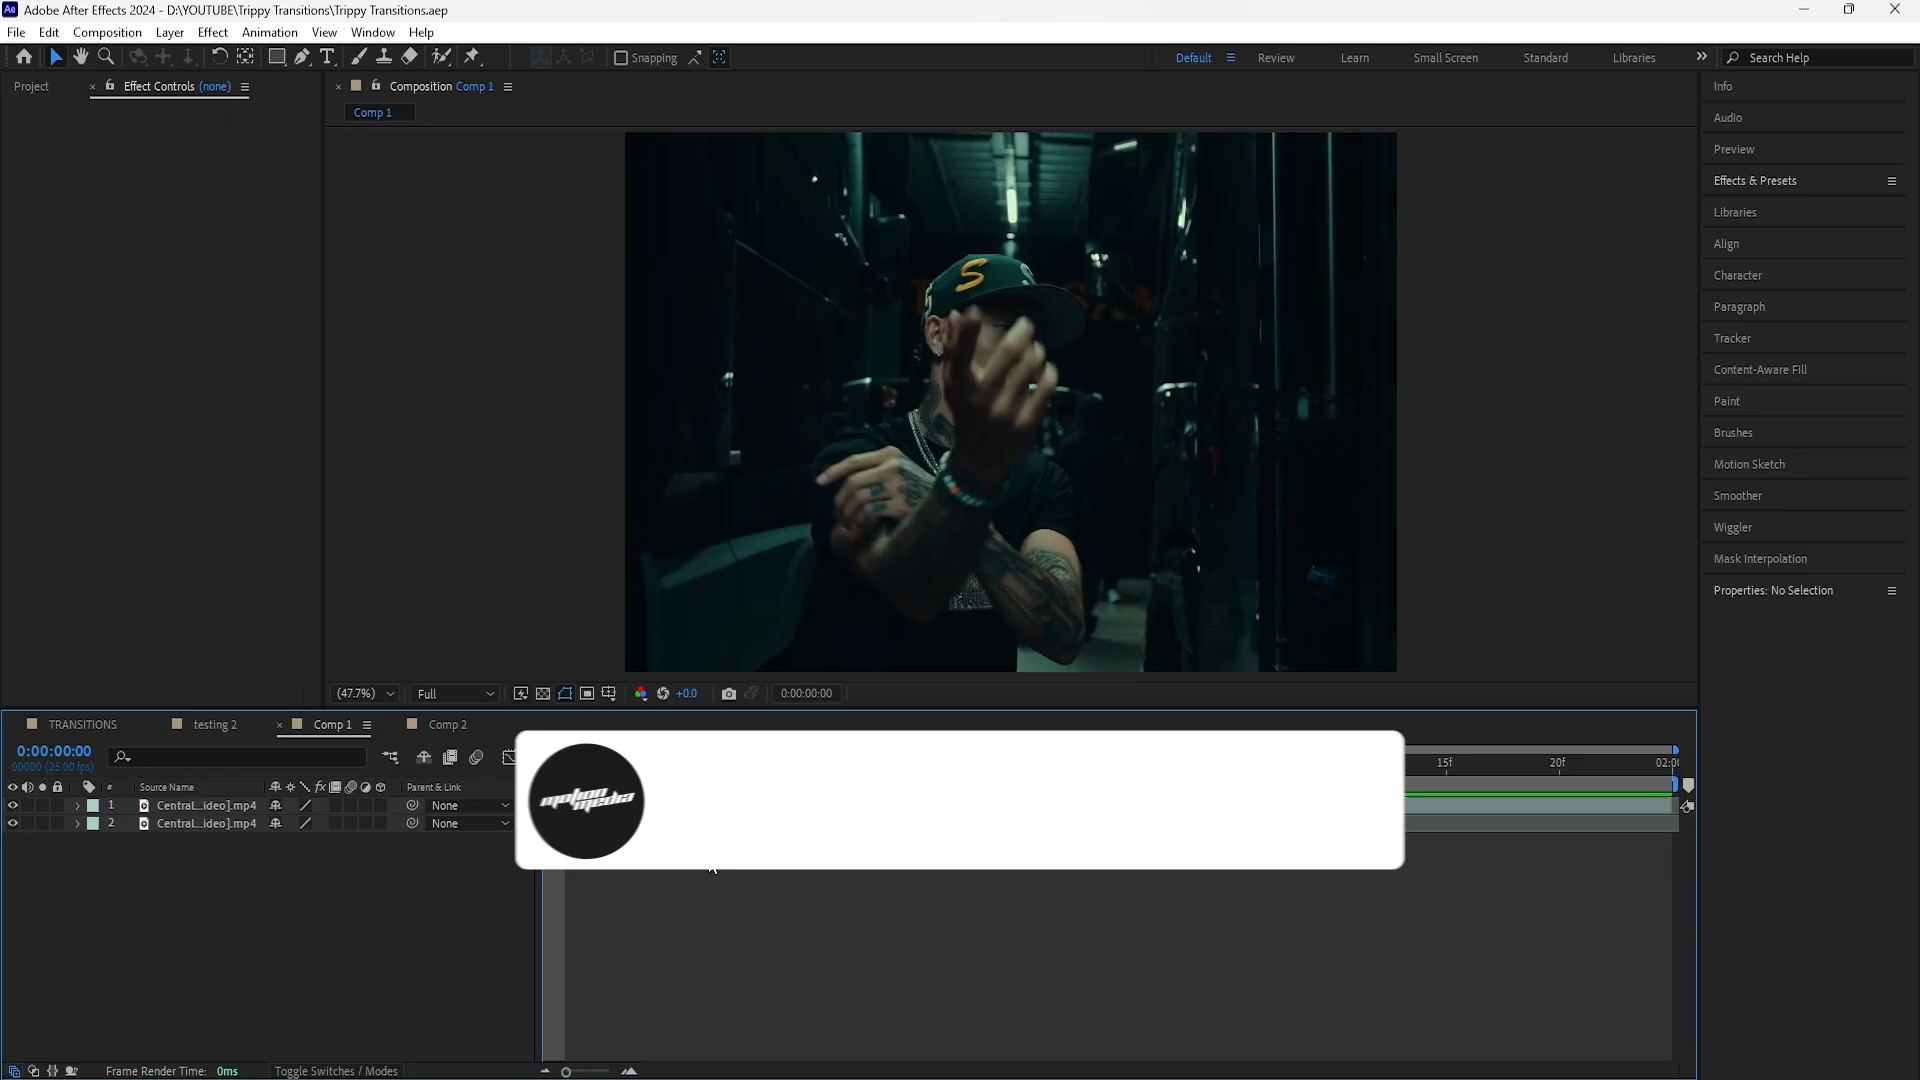 Adobe After Effects 2024 - D:\YOUTUBE\Trippy Transitions\Trippy Transitions.aep
File Edit Composition Layer Effect Animation View Window Help
Snapping Default Review Learn Small Screen Standard Libraries Search Help
Project Effect Controls (none) Composition Comp 1
Comp 1
Info
Audio
Preview
Effects & Presets
Libraries
Align
Character
Paragraph
Tracker
Content-Aware Fill
Paint
Brushes
Motion Sketch
Smoother
Wiggler
Mask Interpolation
Properties: No Selection
S
(47.7%) Full +0.0 0:00:00:00
TRANSITIONS testing 2 Comp 1 Comp 2
0:00:00:00
00000 (25.00 fps)
15f 20f 02:0
# Source Name fx Parent & Link
1 Central...ideo].mp4 None
2 Central...ideo].mp4 None
motion
media
Frame Render Time: 0ms Toggle Switches / Modes